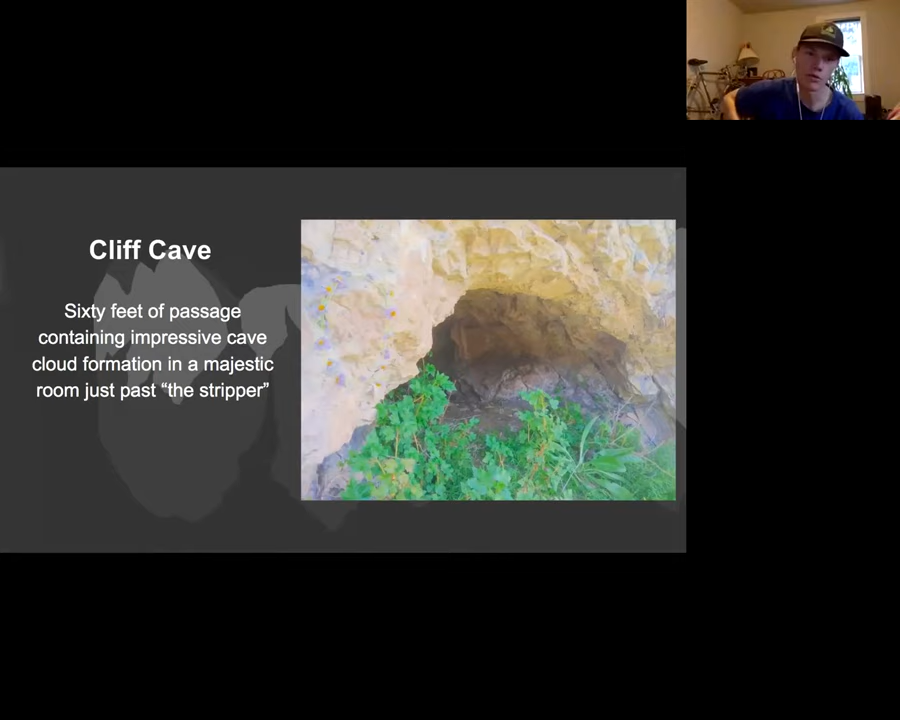 Cliff Cave
Sixty feet of passage
containing impressive cave
cloud formation in a majestic
room just past “the stripper”